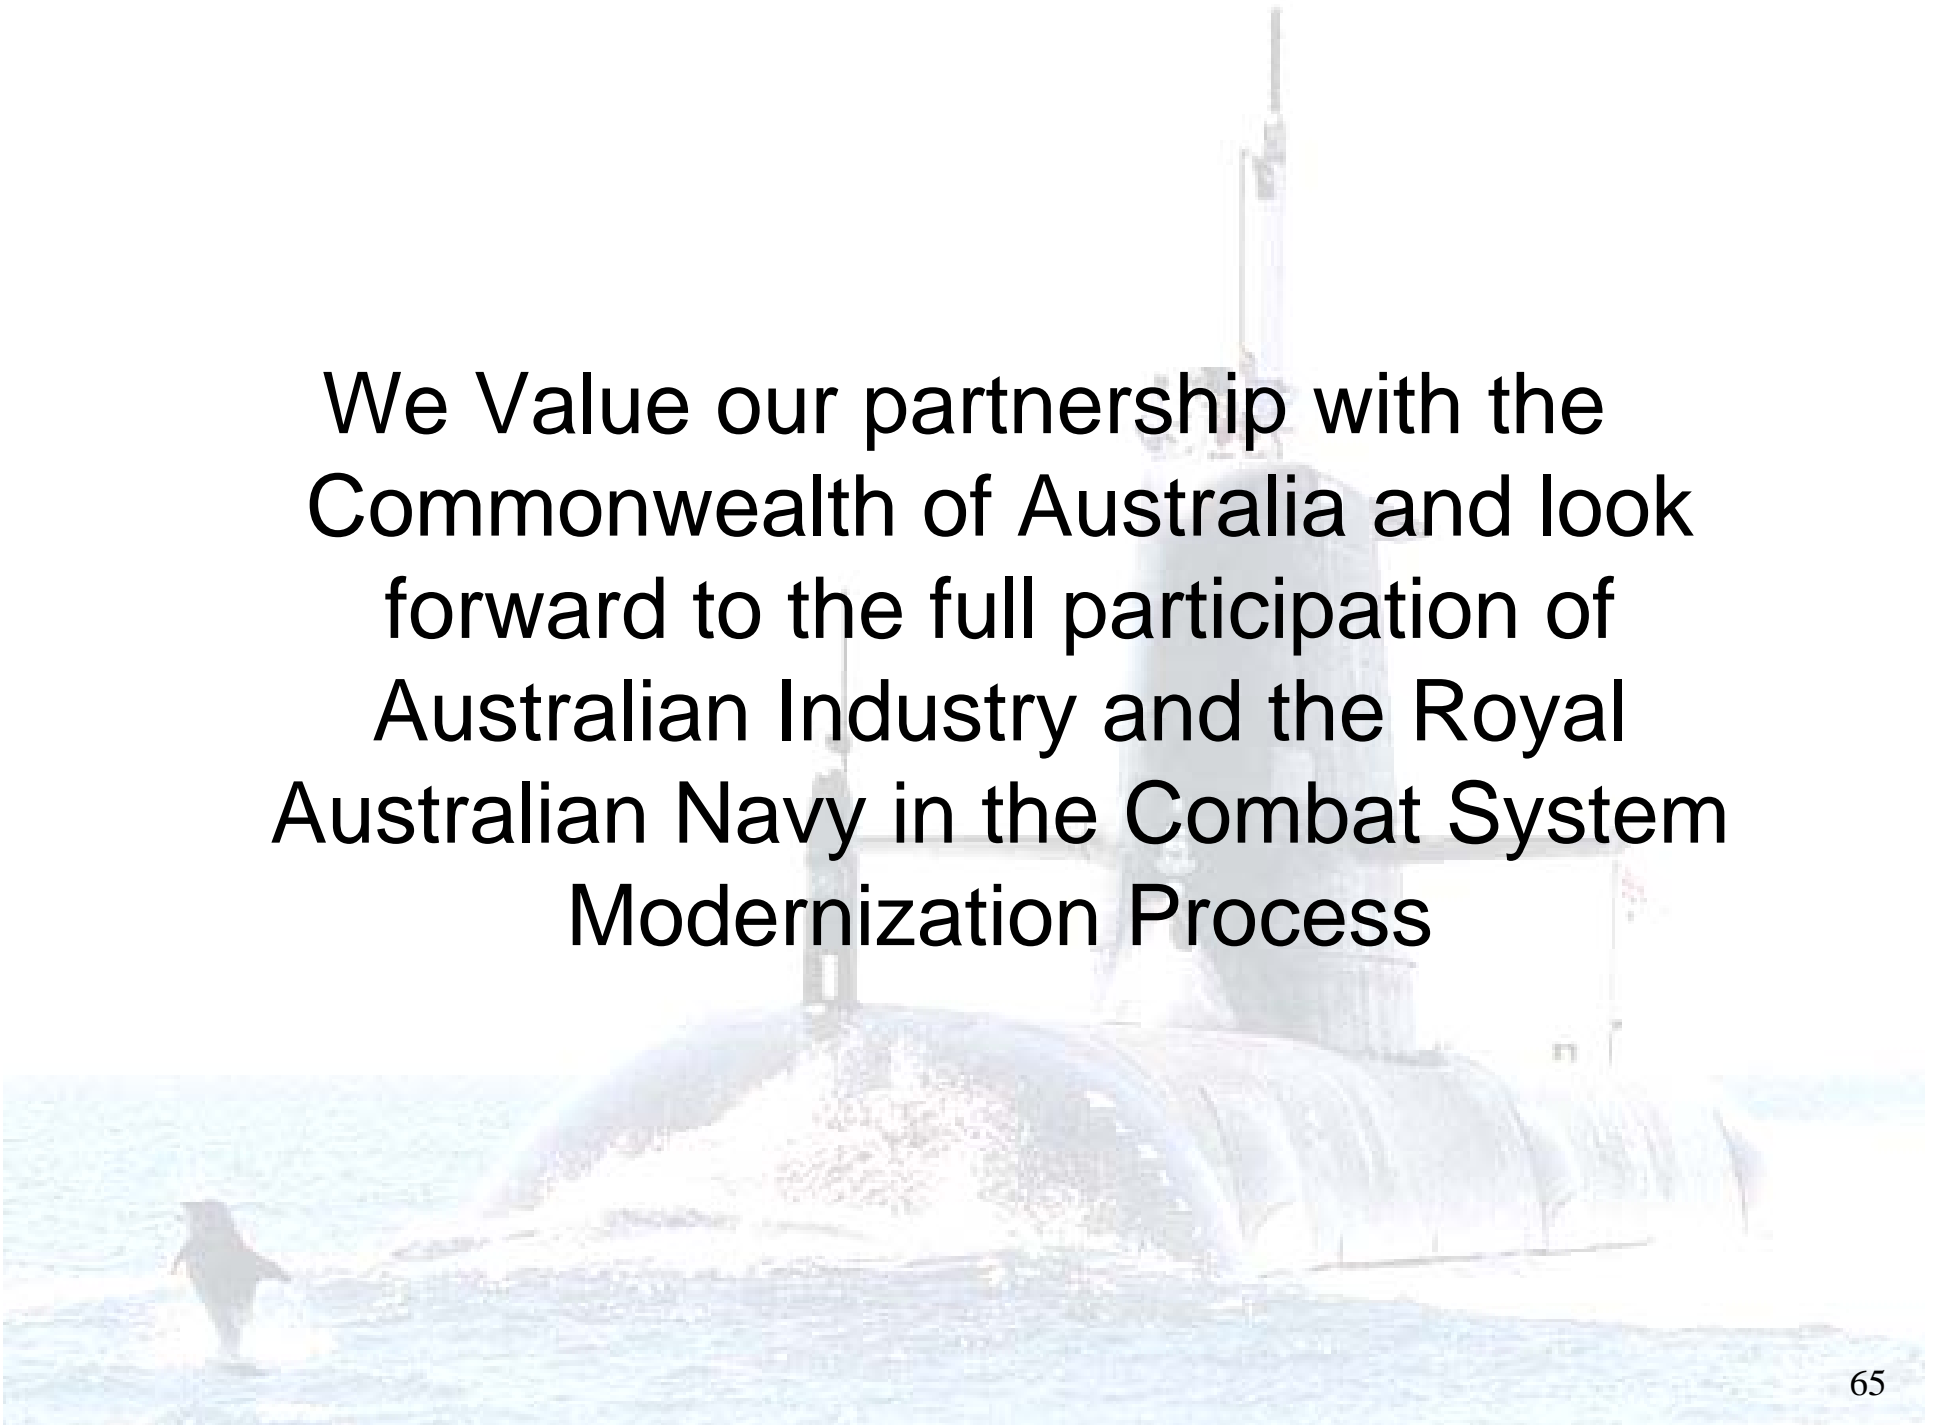 We Value our partnership with the
Commonwealth of Australia and look
forward to the full participation of
Australian Industry and the Royal
Australian Navy in the Combat System
Modernization Process
65